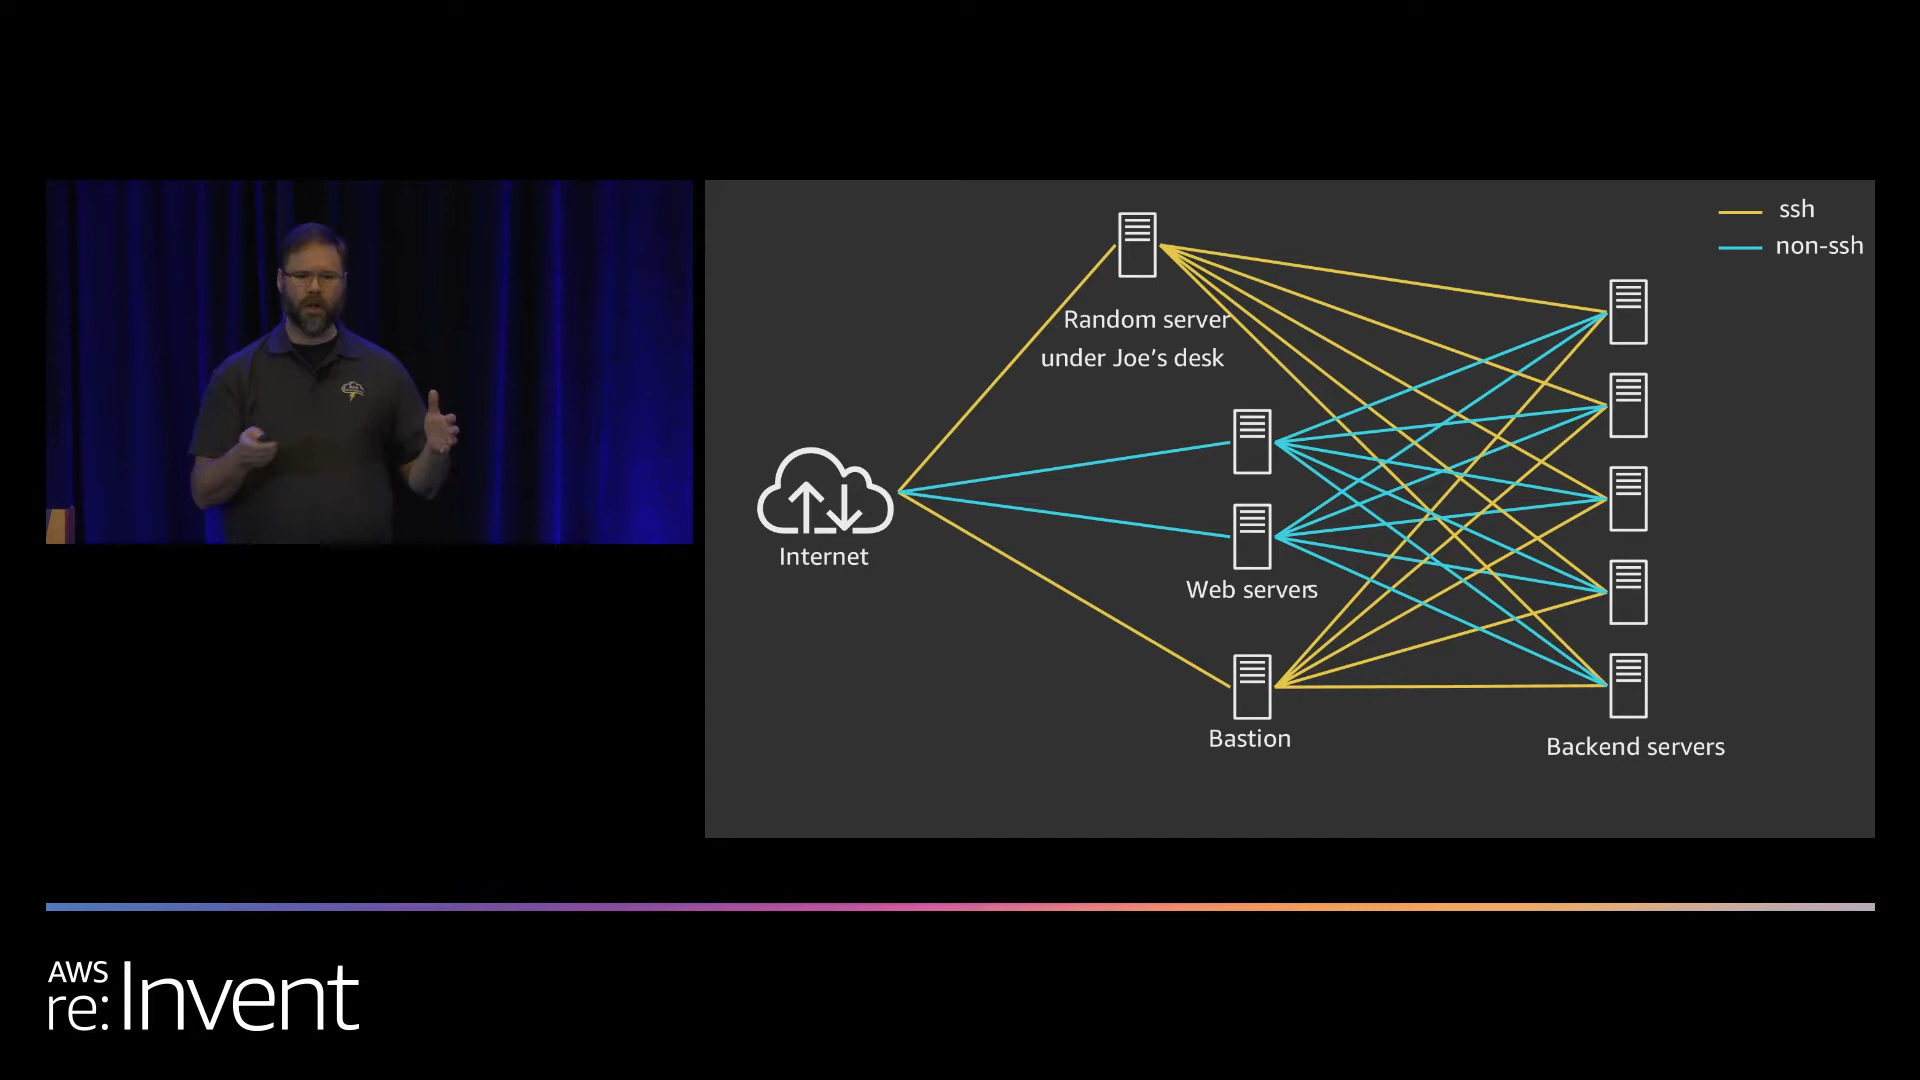 ssh
non-ssh
Random server
under Joe's desk
Internet
Web servers
Bastion
Backend servers
AWS
re:Invent